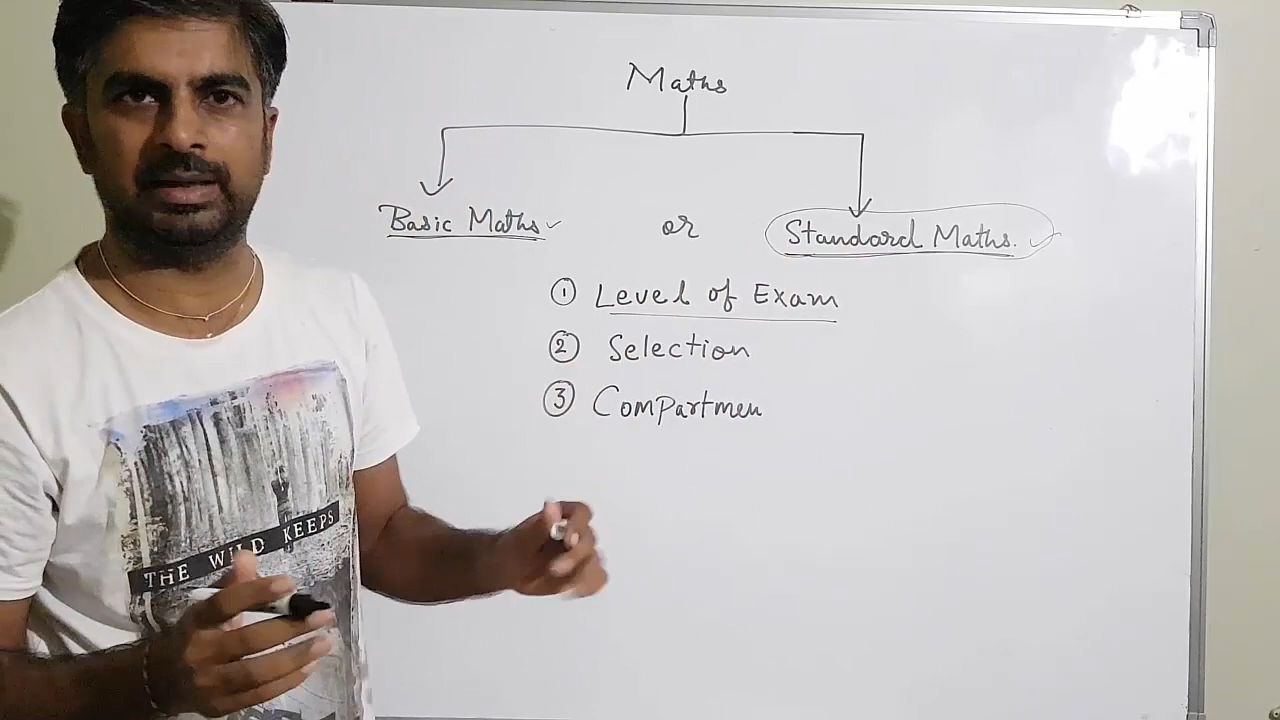 Maths
Basic Maths or Standard Maths.
① Level of Exam
② Selection
③ Compartmen
THE WILD KEEPS